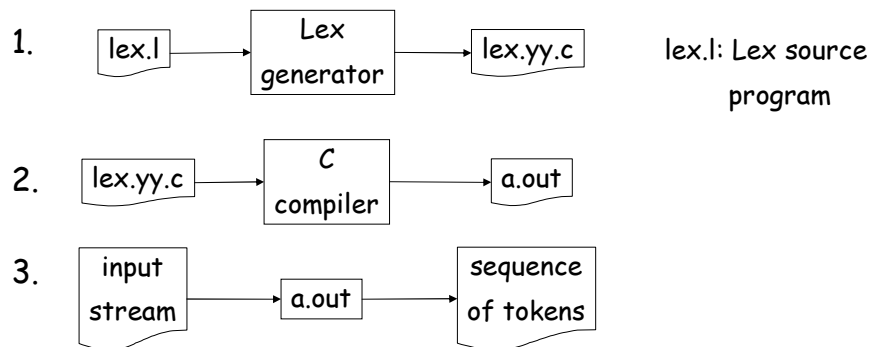 1.
lex.l
Lex
generator
lex.yy.c
lex.l: Lex source
program
2.
lex.yy.c
C
compiler
a.out
3.
input
stream
a.out
sequence
of tokens